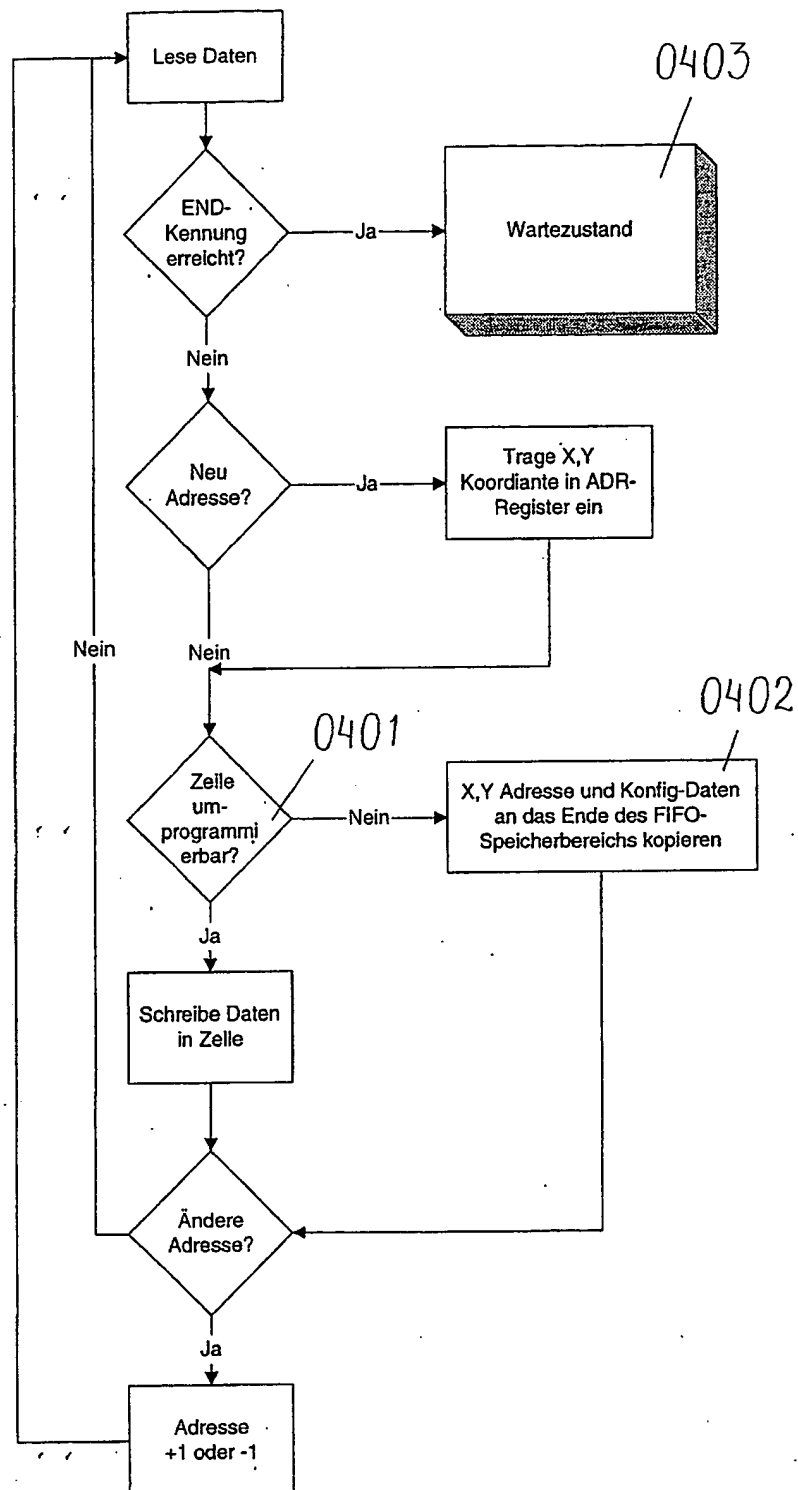 Lese Daten
0403
END-
Kennung
erreicht?
Ja
Wartezustand
Nein
Neu
Adresse?
Ja
Trage X,Y
Koordiante in ADR-
Register ein
Nein
Nein
0401
0402
Zeile
um-
programmi
erbar?
Nein
X,Y Adresse und Konfig-Daten
an das Ende des FIFO-
Speicherbereichs kopieren
Ja
Schreibe Daten
in Zelle
Ändere
Adresse?
Ja
Adresse
+1 oder -1